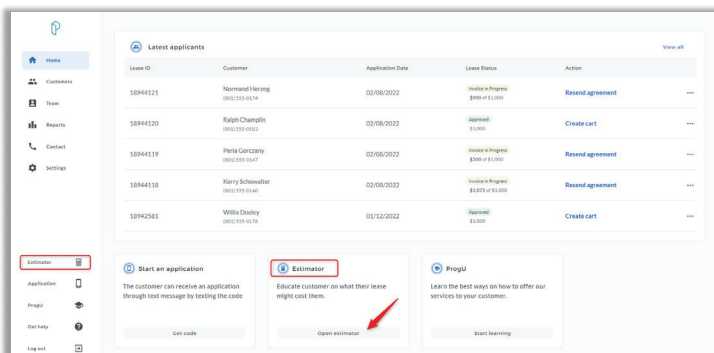 Home
Customers
Team
Reports
Contact
Settings
Estimator
Application
ProgU
Get help
Log out
Latest applicants
View all
Lease ID Customer Application Date Lease Status Action
18944121 Normand Herzog 02/08/2022 Invoice in Progress Resend agreement
(801) 555-0174 $900 of $1,000
18944120 Ralph Champlin 02/08/2022 Approved Create cart
(801) 555-0183 $1,000
18944119 Perla Gorczany 02/08/2022 Invoice in Progress Resend agreement
(801) 555-0147 $500 of $1,000
18944118 Kerry Schowalter 02/08/2022 Invoice in Progress Resend agreement
(801) 555-0140 $1,075 of $1,000
18942581 Willia Dooley 01/12/2022 Approved Create cart
(801) 555-0178 $1,000
Start an application
The customer can receive an application
through text message by texting the code
Get code
Estimator
Educate customer on what their lease
might cost them.
Open estimator
ProgU
Learn the best ways on how to offer our
services to your customer.
Start learning